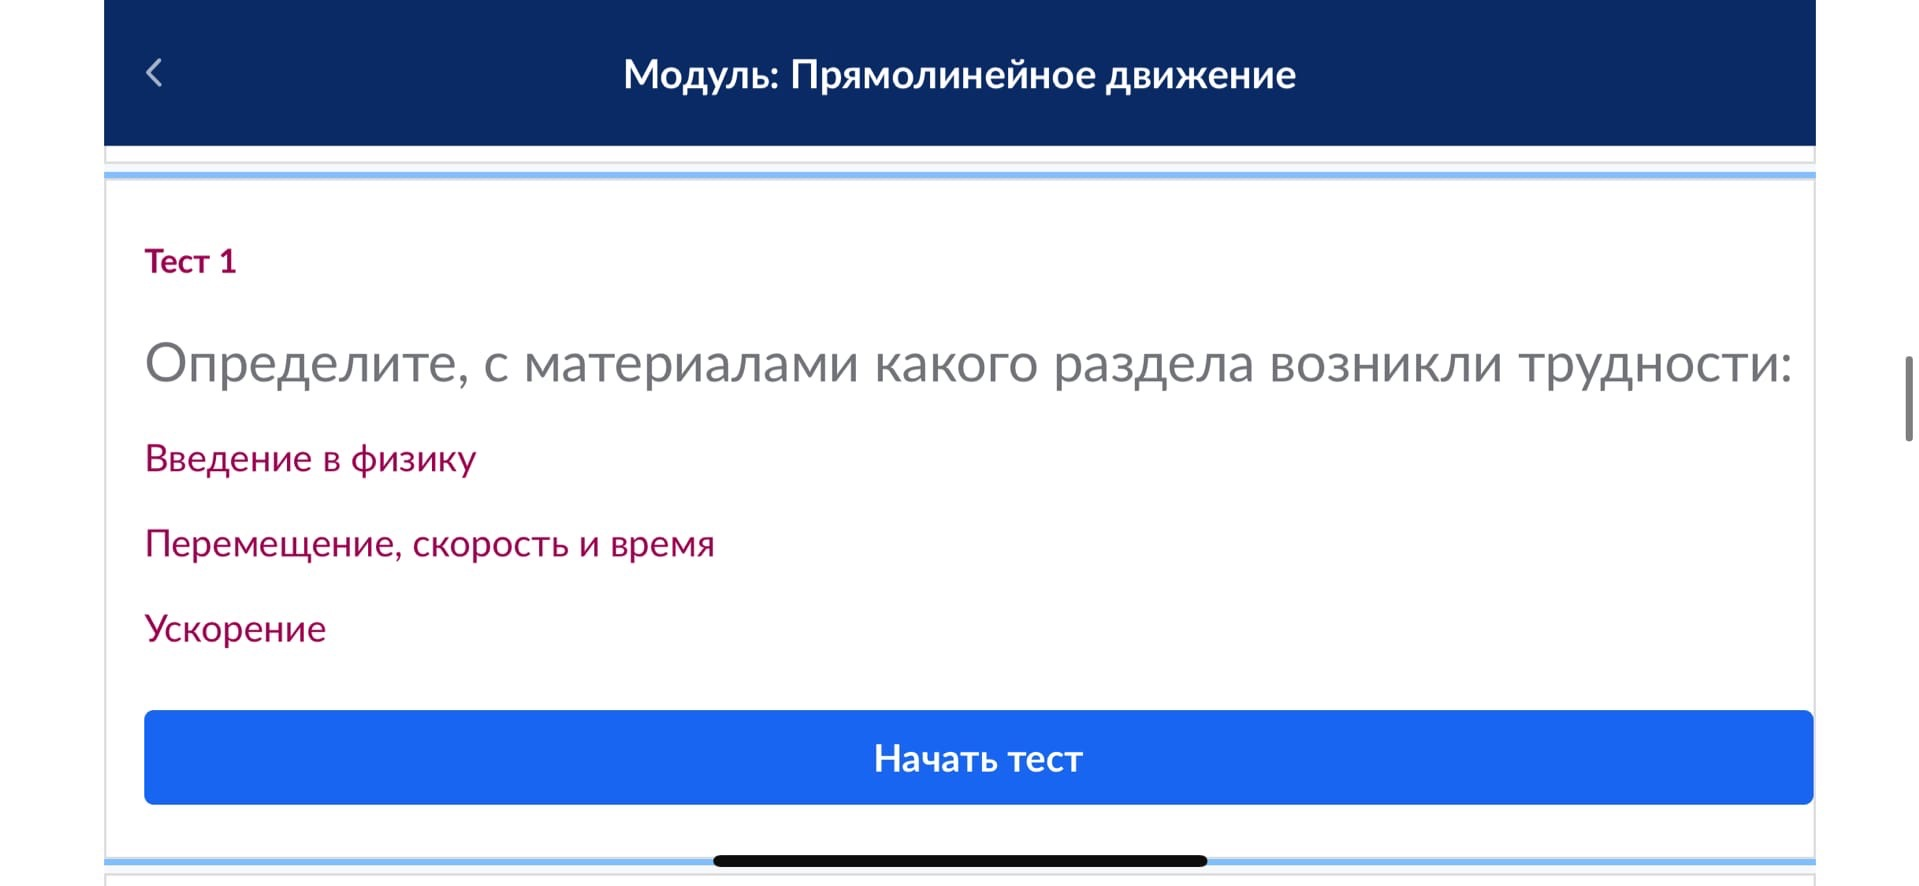 Модуль: Прямолинейное движение
Тест 1
Определите, с материалами какого раздела возникли трудности:
Введение в физику
Перемещение, скорость и время
Ускорение
Начать тест